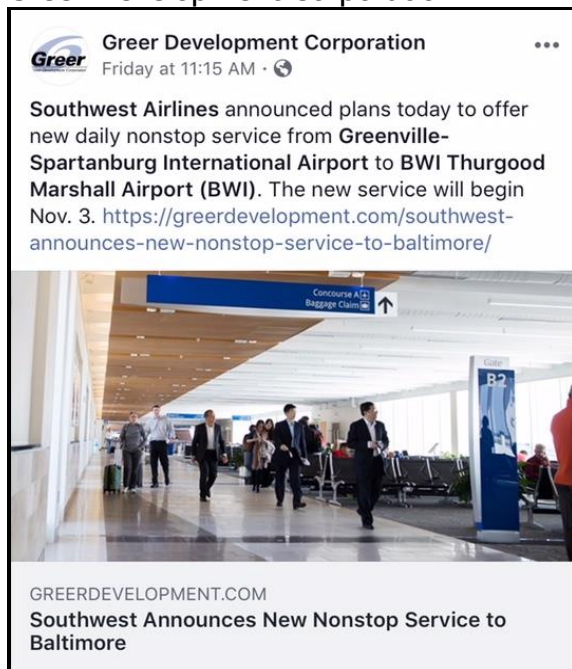 Greer Development Corporation
Greer
Greer Development Corporation
Friday at 11:15 AM ·
Southwest Airlines announced plans today to offer
new daily nonstop service from Greenville-
Spartanburg International Airport to BWI Thurgood
Marshall Airport (BWI). The new service will begin
Nov. 3. https://greerdevelopment.com/southwest-
announces-new-nonstop-service-to-baltimore/
Concourse A
Baggage Claim
Gate
B2
GREERDEVELOPMENT.COM
Southwest Announces New Nonstop Service to
Baltimore